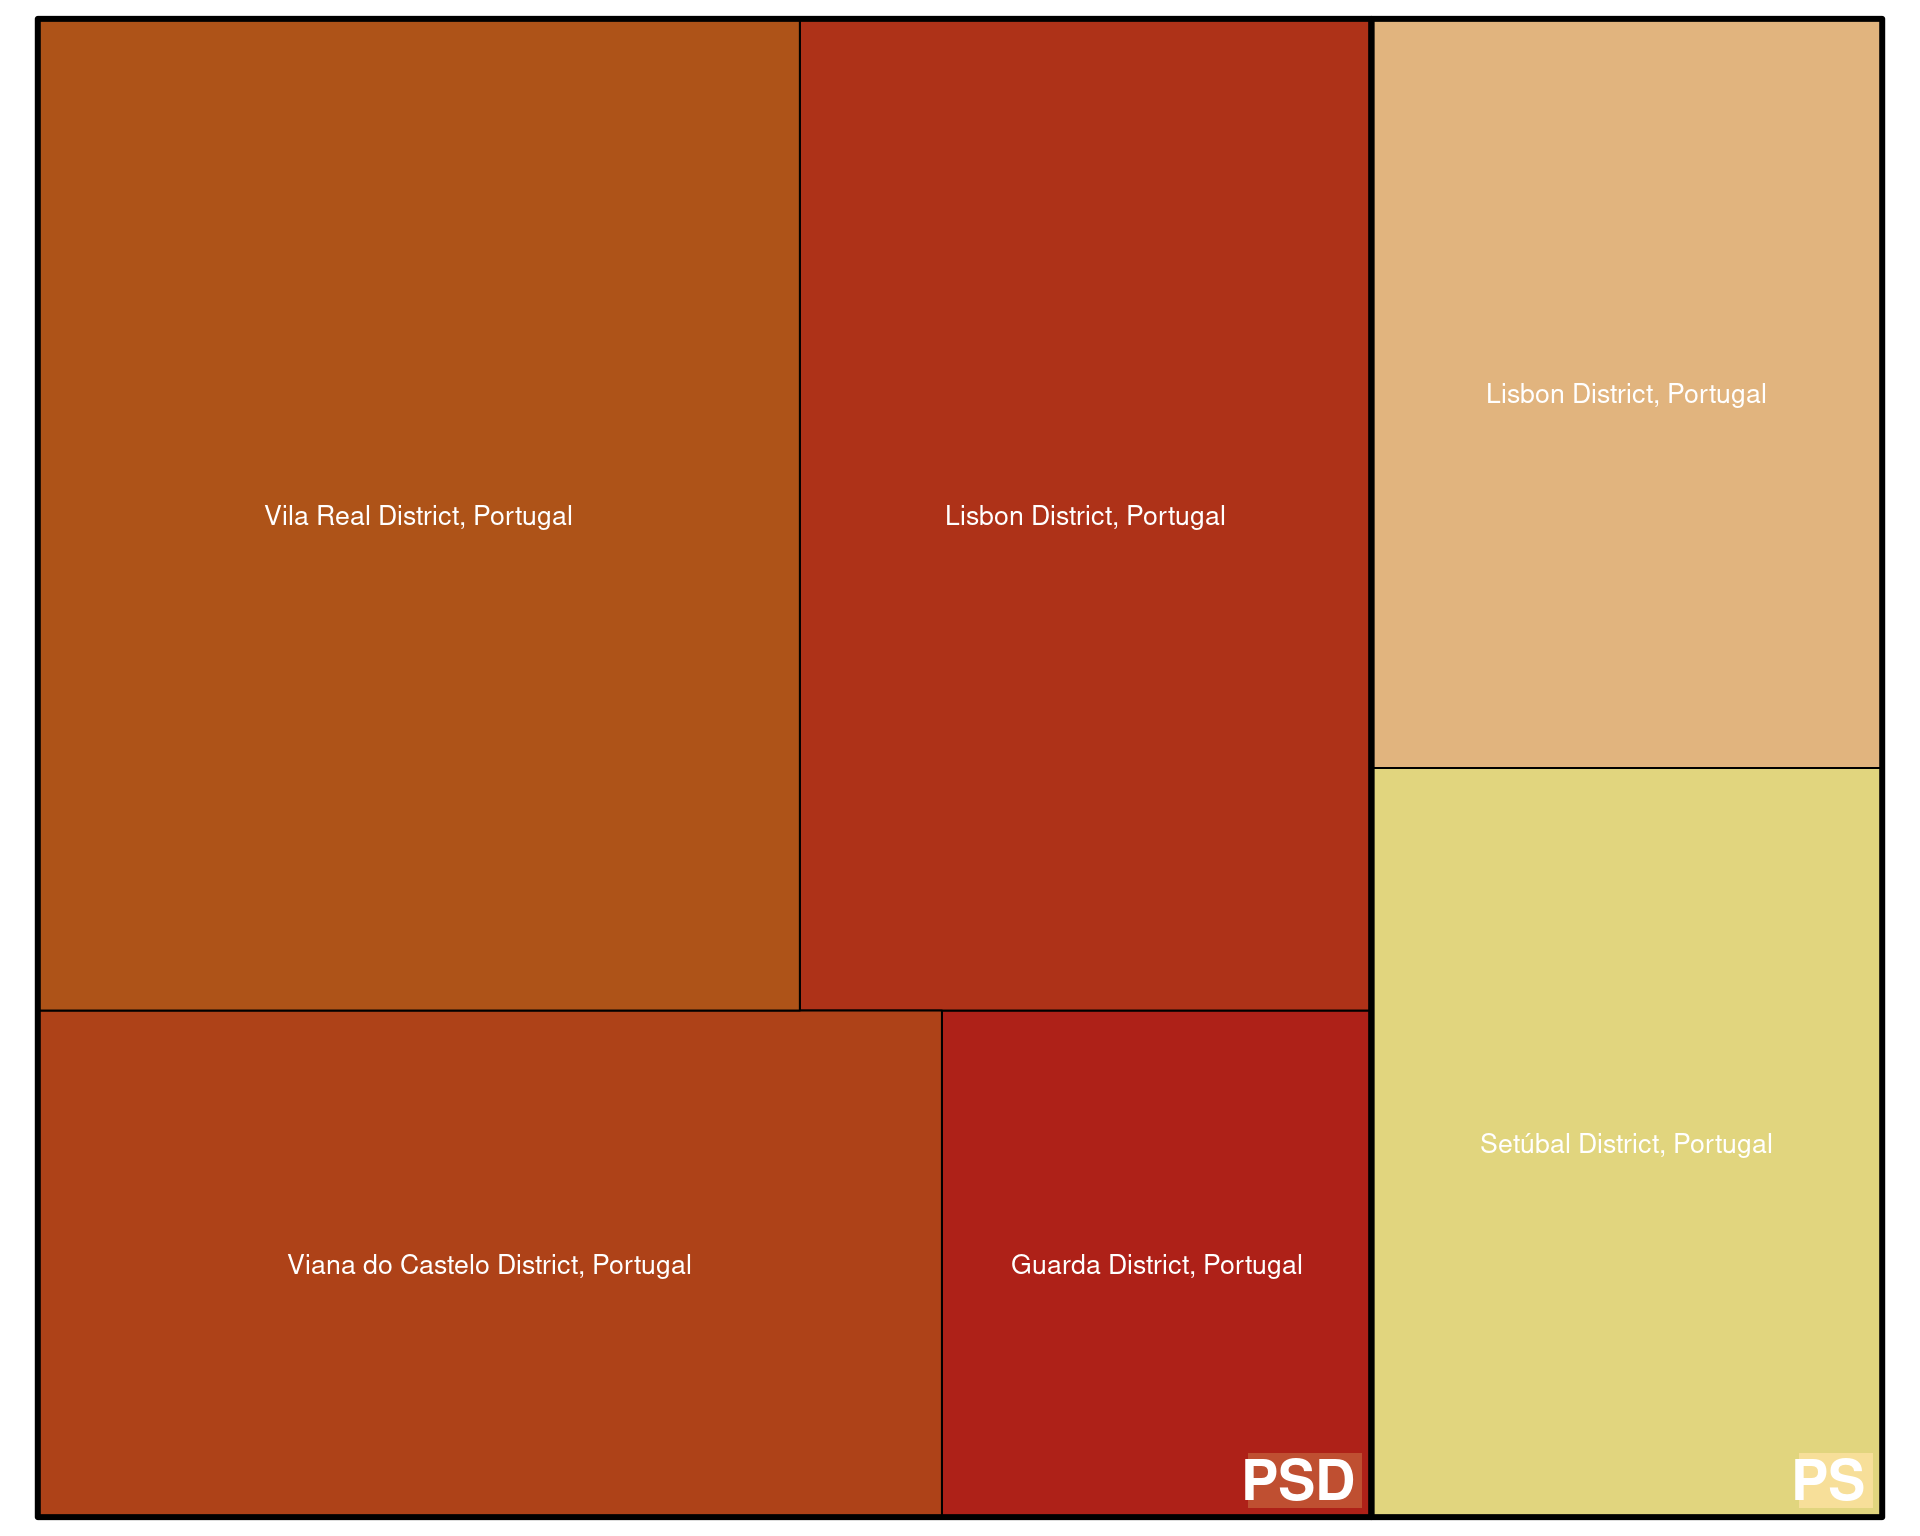 Vila Real District, Portugal
Lisbon District, Portugal
Lisbon District, Portugal
Viana do Castelo District, Portugal
Guarda District, Portugal
Setúbal District, Portugal
PSD
PS